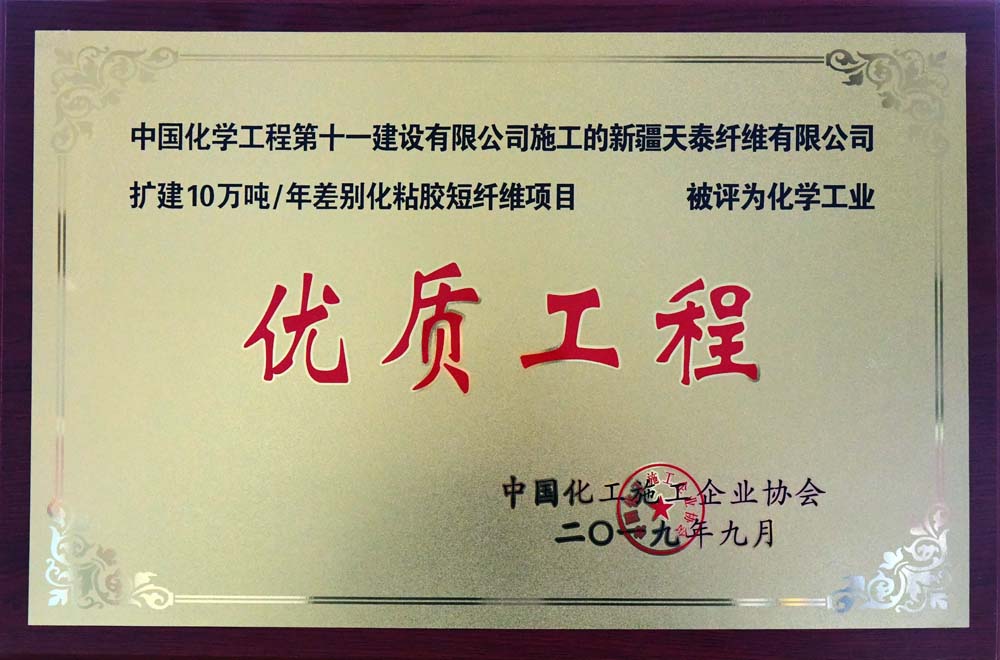 中国化学工程第十一建设有限公司施工的新疆天泰纤维有限公司
扩建10万吨/年差别化粘胶短纤维项目 被评为化学工业
优质工程
中国化工施工企业协会
二〇一九年九月